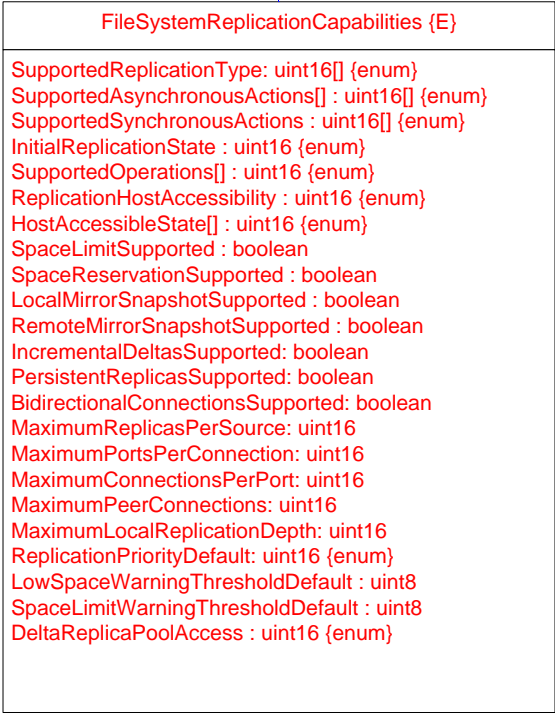 FileSystemReplicationCapabilities {E}
SupportedReplicationType: uint16[] {enum}
SupportedAsynchronousActions[] : uint16[] {enum}
SupportedSynchronousActions : uint16[] {enum}
InitialReplicationState : uint16 {enum}
SupportedOperations[] : uint16 {enum}
ReplicationHostAccessibility : uint16 {enum}
HostAccessibleState[] : uint16 {enum}
SpaceLimitSupported : boolean
SpaceReservationSupported : boolean
LocalMirrorSnapshotSupported : boolean
RemoteMirrorSnapshotSupported : boolean
IncrementalDeltasSupported: boolean
PersistentReplicasSupported: boolean
BidirectionalConnectionsSupported: boolean
MaximumReplicasPerSource: uint16
MaximumPortsPerConnection: uint16
MaximumConnectionsPerPort: uint16
MaximumPeerConnections: uint16
MaximumLocalReplicationDepth: uint16
ReplicationPriorityDefault: uint16 {enum}
LowSpaceWarningThresholdDefault : uint8
SpaceLimitWarningThresholdDefault : uint8
DeltaReplicaPoolAccess : uint16 {enum}